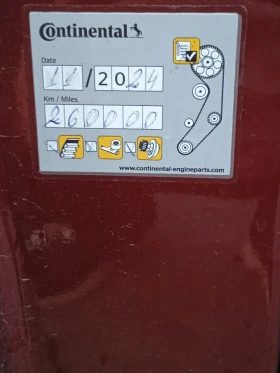 Continental
Date
11/2024
Km / Miles
260000
www.continental-engineparts.com